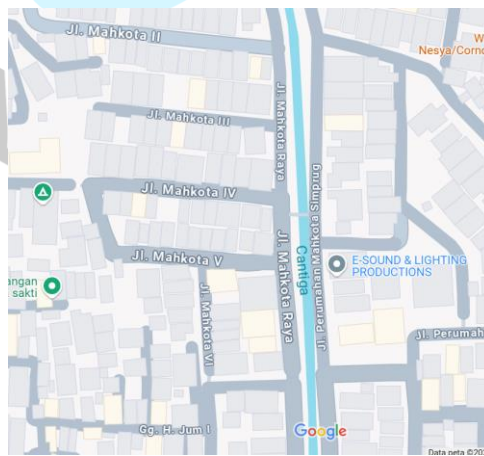 Jl. Mahkota II
W
Nesya/Corn
Jl. Mahkota Raya
Jl. Mahkota III
Jl. Mahkota IV
Jl. Perumahan Mahkota Simprug
Cantiga
Jl. Mahkota V
Jl. Mahkota Raya
E-SOUND & LIGHTING
PRODUCTIONS
angan
sakti
Jl. Mahkota VI
Jl. Perumah
Gg. H. Jum I
Google
Data peta ©202